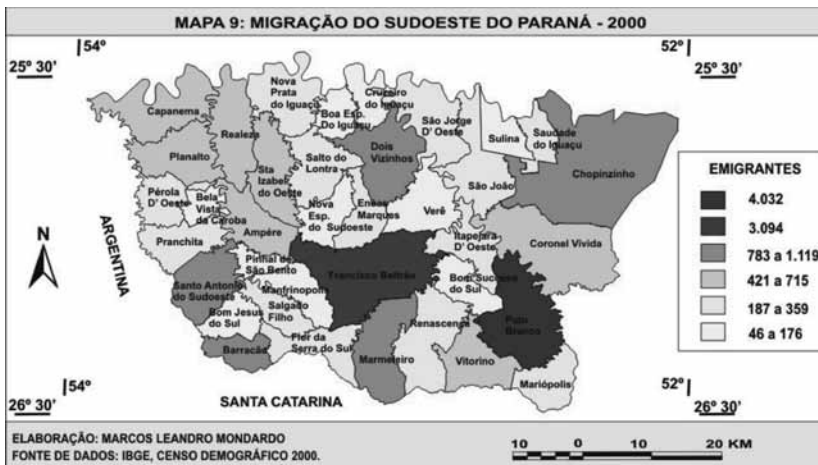 MAPA 9: MIGRAÇÃO DO SUDOESTE DO PARANÁ - 2000
54º
52º
25º 30'
25º 30'
Nova
Prata
do Iguaçú
Cruzeiro
do Iguaçu
Boa Esp.
Do Iguaçu
Capanema
Realeza
São Jorge
D' Oeste
Sulina
Saudade
do Iguaçu
Dois
Vizinhos
Planalto
Sta
Izabel
do Oeste
Salto do
Lontra
São João
Chopinzinho
Pérola
D' Oeste
Bela
Vista
da Caroba
Nova
Esp. do
Sudoeste
Enéas
Marques
Verê
Ampére
Pranchita
Itapejara
D' Oeste
Coronel Vivida
Pinhal de
São Bento
Francisco Beltrão
Santo Antonio
do Sudoeste
Manfrinopolis
Bom Sucesso
do Sul
Salgado
Filho
Bom Jesus
do Sul
Renascença
Pato
Branco
Flor da
Serra do Sul
Barracão
Marmeleiro
Vitorino
Mariópolis
ARGENTINA
N
SANTA CATARINA
54º
52º
26º 30'
26º 30'
EMIGRANTES
4.032
3.094
783 a 1.119
421 a 715
187 a 359
46 a 176
ELABORAÇÃO: MARCOS LEANDRO MONDARDO
FONTE DE DADOS: IBGE, CENSO DEMOGRÁFICO 2000.
10 0 10 20 KM